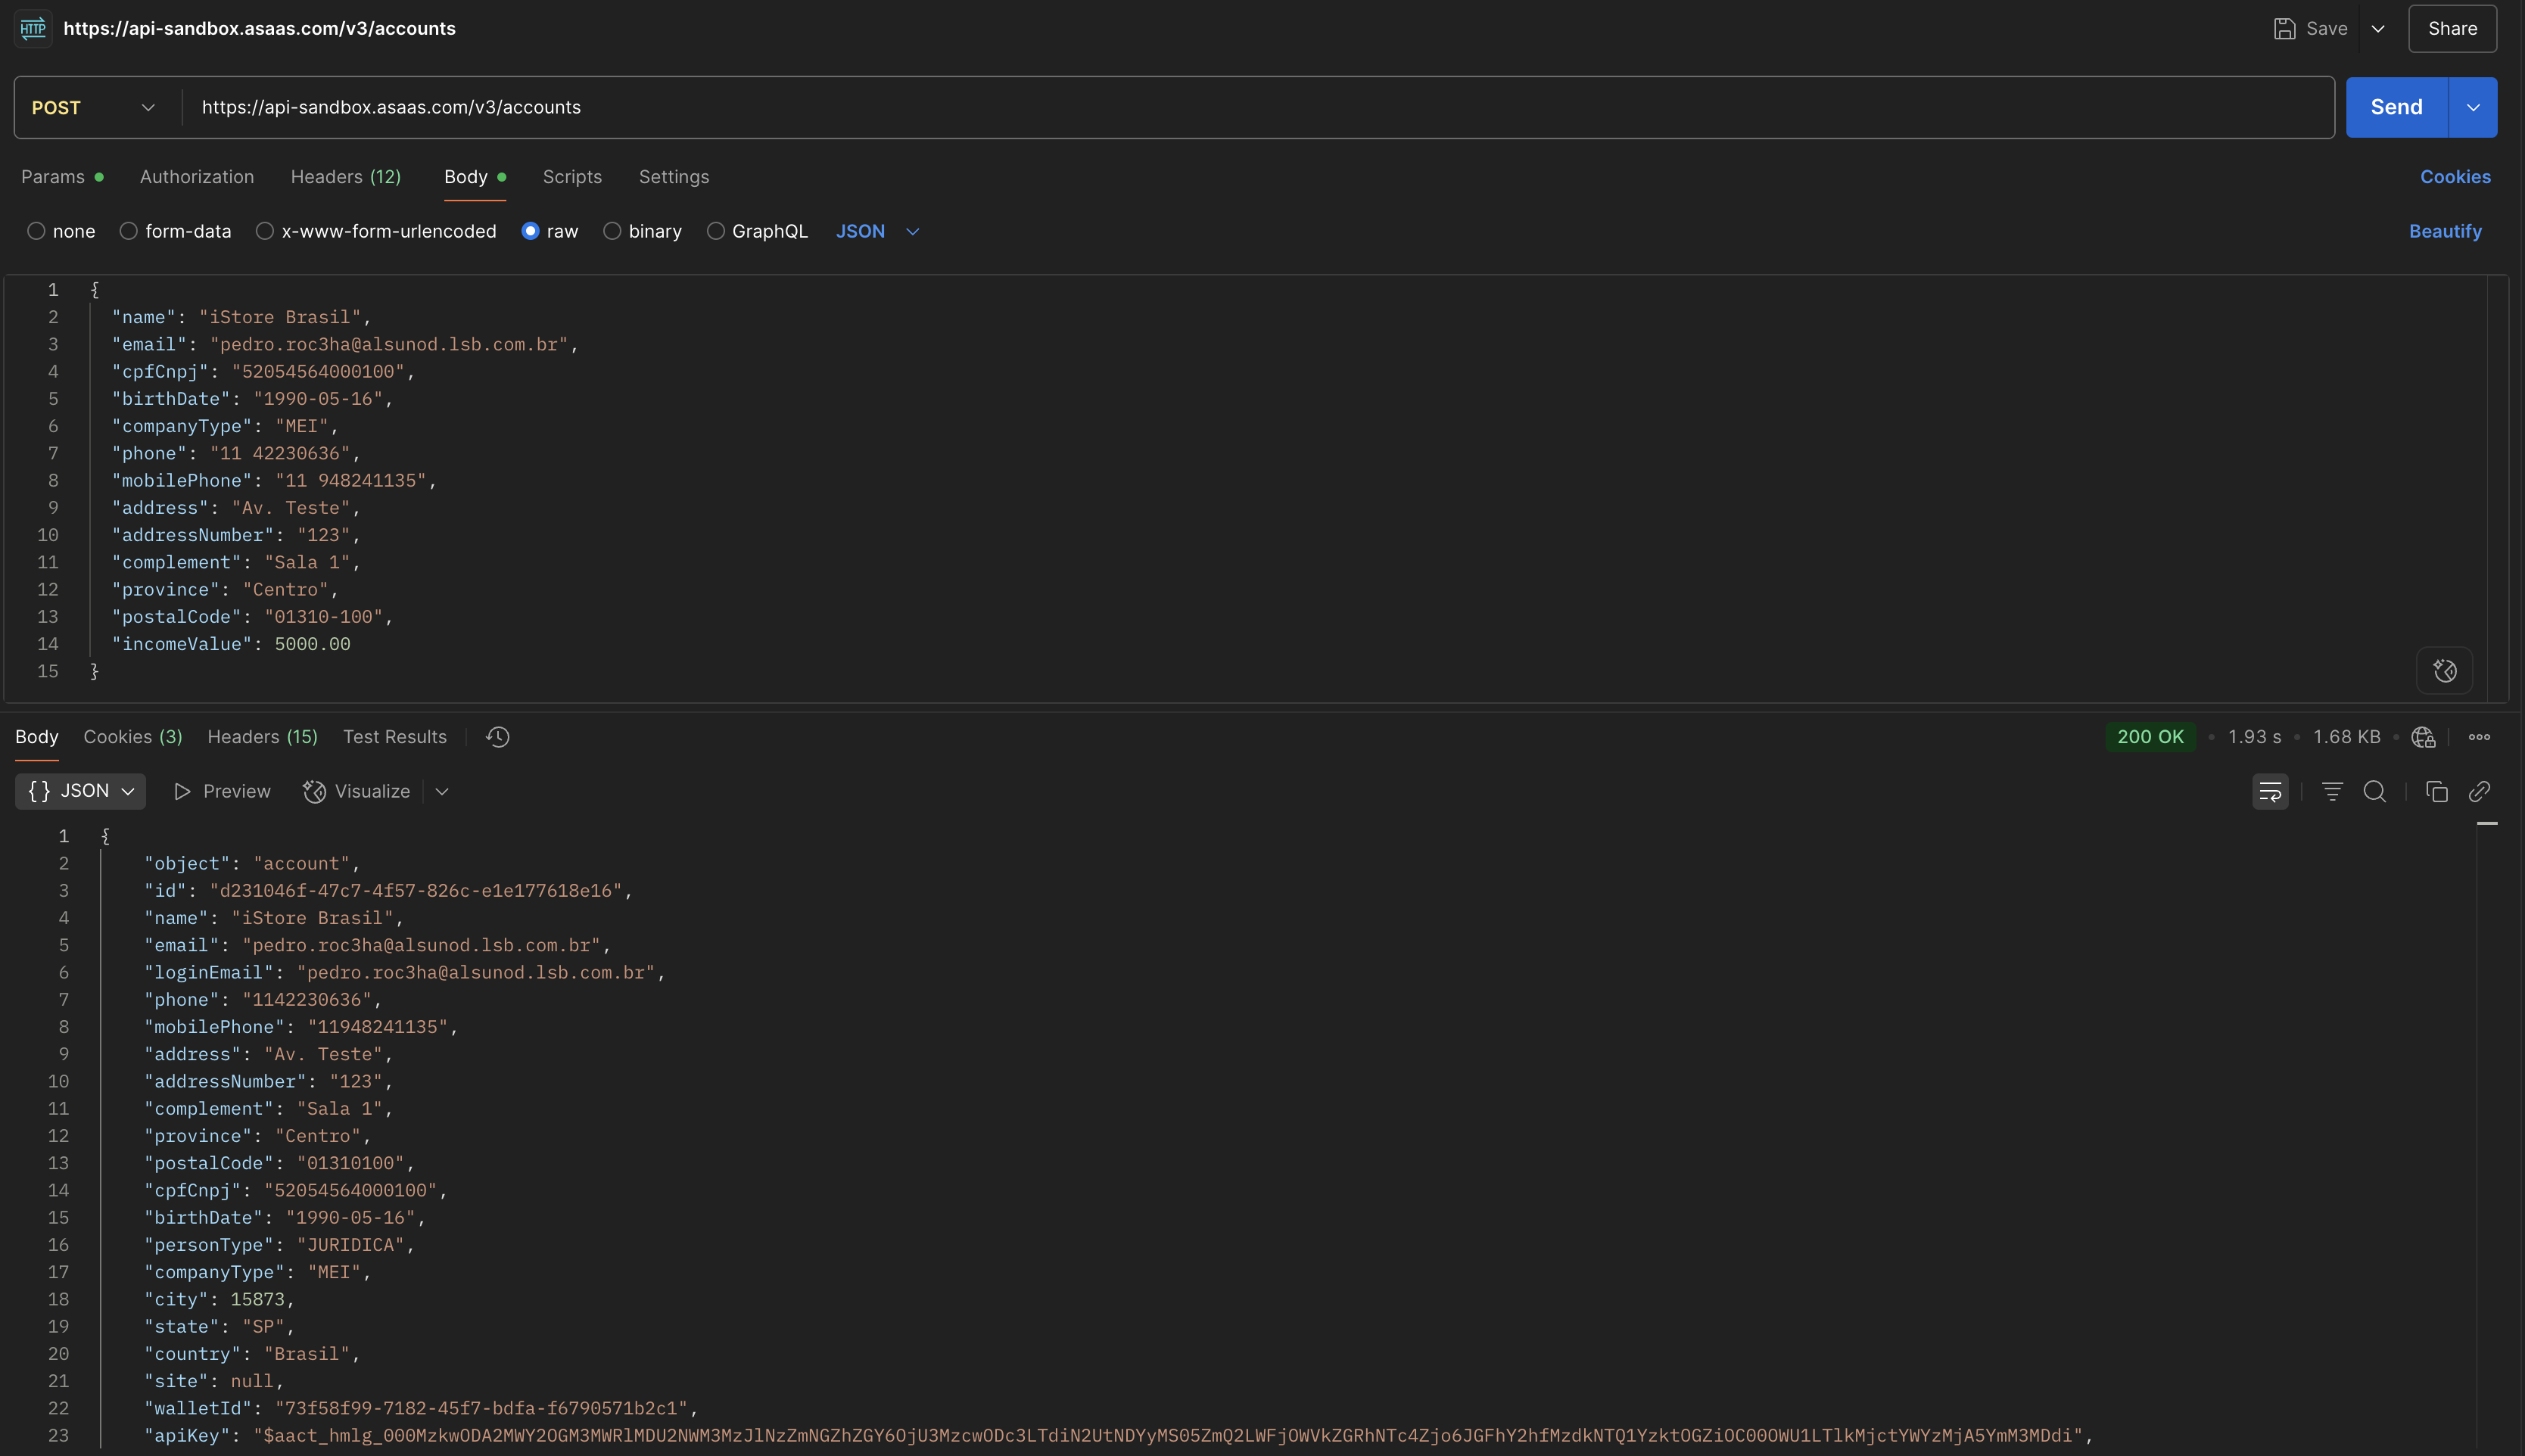 HTTP https://api-sandbox.asaas.com/v3/accounts Save Share
POST https://api-sandbox.asaas.com/v3/accounts Send
Params Authorization Headers (12) Body Scripts Settings Cookies
none form-data x-www-form-urlencoded raw binary GraphQL JSON Beautify
1 {
2 "name": "iStore Brasil",
3 "email": "pedro.roc3ha@alsunod.lsb.com.br",
4 "cpfCnpj": "52054564000100",
5 "birthDate": "1990-05-16",
6 "companyType": "MEI",
7 "phone": "11 42230636",
8 "mobilePhone": "11 948241135",
9 "address": "Av. Teste",
10 "addressNumber": "123",
11 "complement": "Sala 1",
12 "province": "Centro",
13 "postalCode": "01310-100",
14 "incomeValue": 5000.00
15 }
Body Cookies (3) Headers (15) Test Results 200 OK 1.93 s 1.68 KB
{} JSON Preview Visualize
1 {
2 "object": "account",
3 "id": "d231046f-47c7-4f57-826c-e1e177618e16",
4 "name": "iStore Brasil",
5 "email": "pedro.roc3ha@alsunod.lsb.com.br",
6 "loginEmail": "pedro.roc3ha@alsunod.lsb.com.br",
7 "phone": "1142230636",
8 "mobilePhone": "11948241135",
9 "address": "Av. Teste",
10 "addressNumber": "123",
11 "complement": "Sala 1",
12 "province": "Centro",
13 "postalCode": "01310100",
14 "cpfCnpj": "52054564000100",
15 "birthDate": "1990-05-16",
16 "personType": "JURIDICA",
17 "companyType": "MEI",
18 "city": 15873,
19 "state": "SP",
20 "country": "Brasil",
21 "site": null,
22 "walletId": "73f58f99-7182-45f7-bdfa-f6790571b2c1",
23 "apiKey": "$aact_hmlg_000MzkwODA2MWY2OGM3MWRlMDU2NWM3MzJlNzZmNGZhZGY6OjU3MzcwODc3LTdiN2UtNDYyMS05ZmQ2LWFjOWVkZGRhNTc4Zjo6JGFhY2hfMzdkNTQ1YzktOGZiOC00OWU1LTlkMjctYWYzMjA5YmM3MDdi",